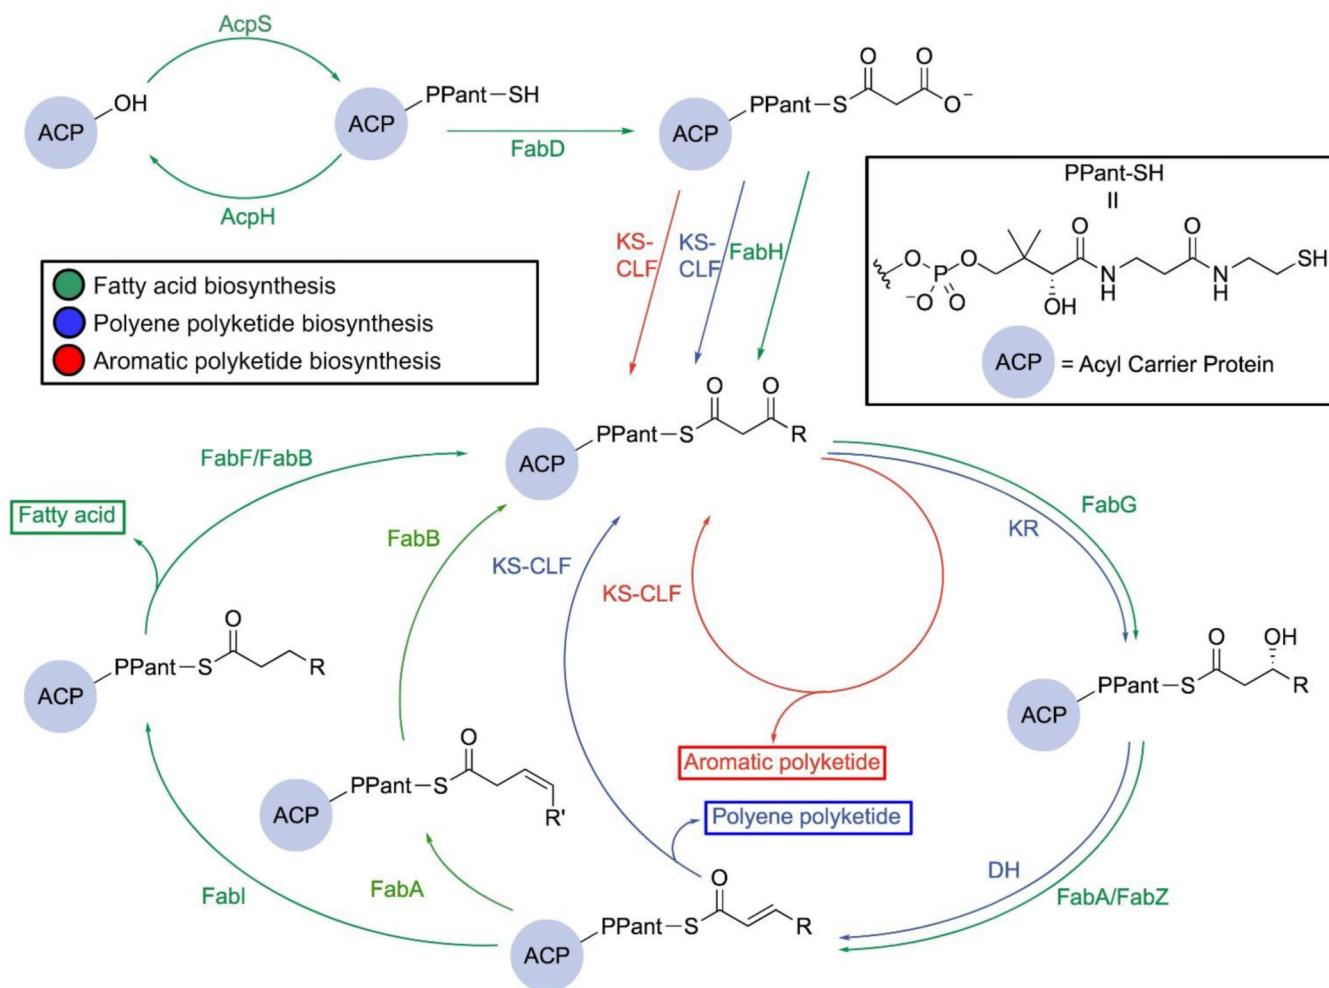 AcpS
ACP
OH
ACP
PPant
SH
AcpH
FabD
ACP
PPant
S
O
O
O⁻
KS-
CLF
KS-
CLF
FabH
PPant-SH
=
O
P
⁻O
O
O
OH
O
N
H
O
N
H
SH
ACP
= Acyl Carrier Protein
Fatty acid biosynthesis
Polyene polyketide biosynthesis
Aromatic polyketide biosynthesis
ACP
PPant
S
O
O
R
FabF/FabB
Fatty acid
FabB
KS-CLF
KS-CLF
FabG
KR
ACP
PPant
S
O
R
ACP
PPant
S
O
OH
R
Aromatic polyketide
ACP
PPant
S
O
R'
Polyene polyketide
FabI
FabA
DH
FabA/FabZ
ACP
PPant
S
O
R